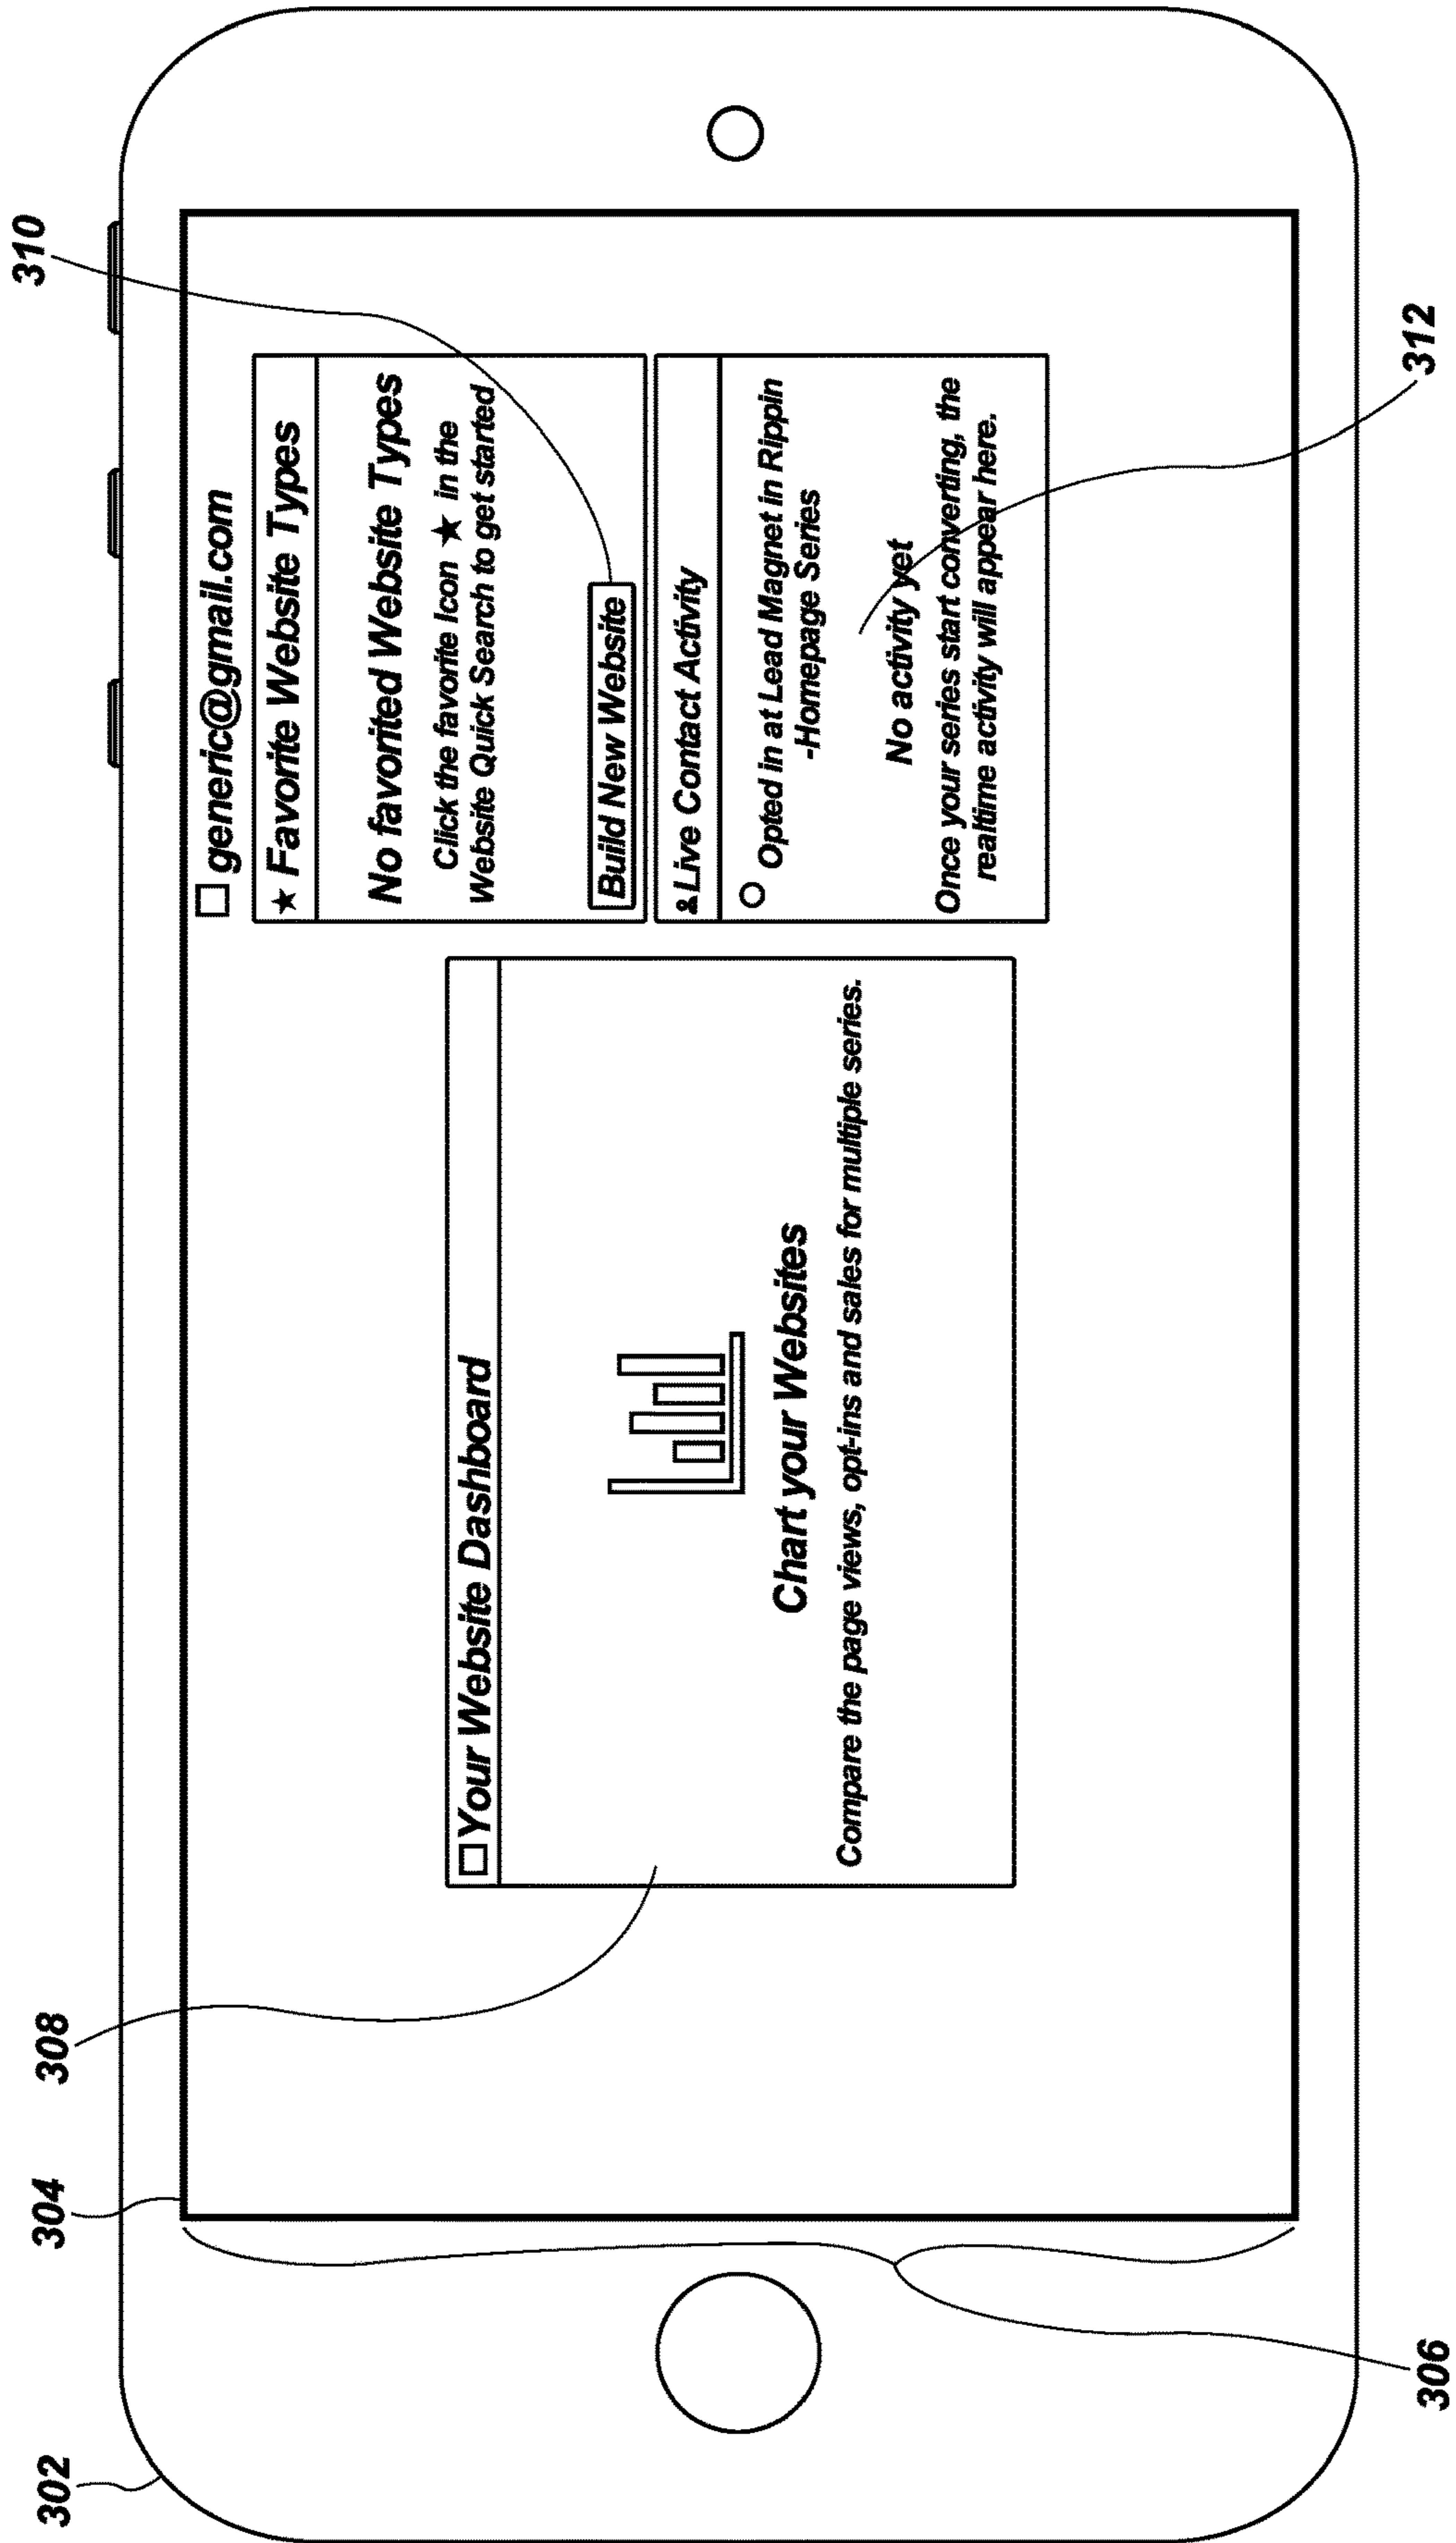 310
308
304
302
generic@gmail.com
★ Favorite Website Types
No favorited Website Types
Click the favorite Icon ★ in the
Website Quick Search to get started
Build New Website
Live Contact Activity
Opted in at Lead Magnet in Rippin
-Homepage Series
No activity yet
Once your series start converting, the
realtime activity will appear here.
Your Website Dashboard
Chart your Websites
Compare the page views, opt-ins and sales for multiple series.
312
306